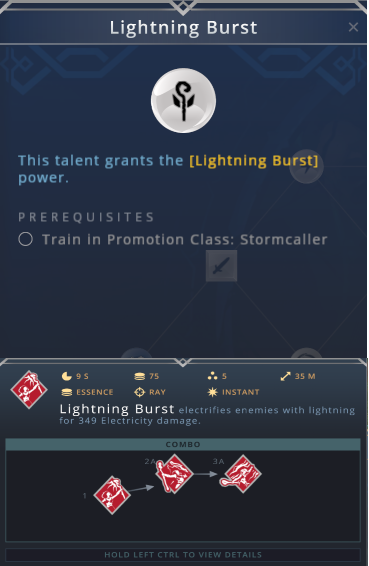 Lightning Burst
This talent grants the [Lightning Burst]
power.
PREREQUISITES
Train in Promotion Class: Stormcaller
9 S 75 5 35 M
ESSENCE RAY INSTANT
Lightning Burst electrifies enemies with lightning
for 349 Electricity damage.
COMBO
2A 3A
1
HOLD LEFT CTRL TO VIEW DETAILS